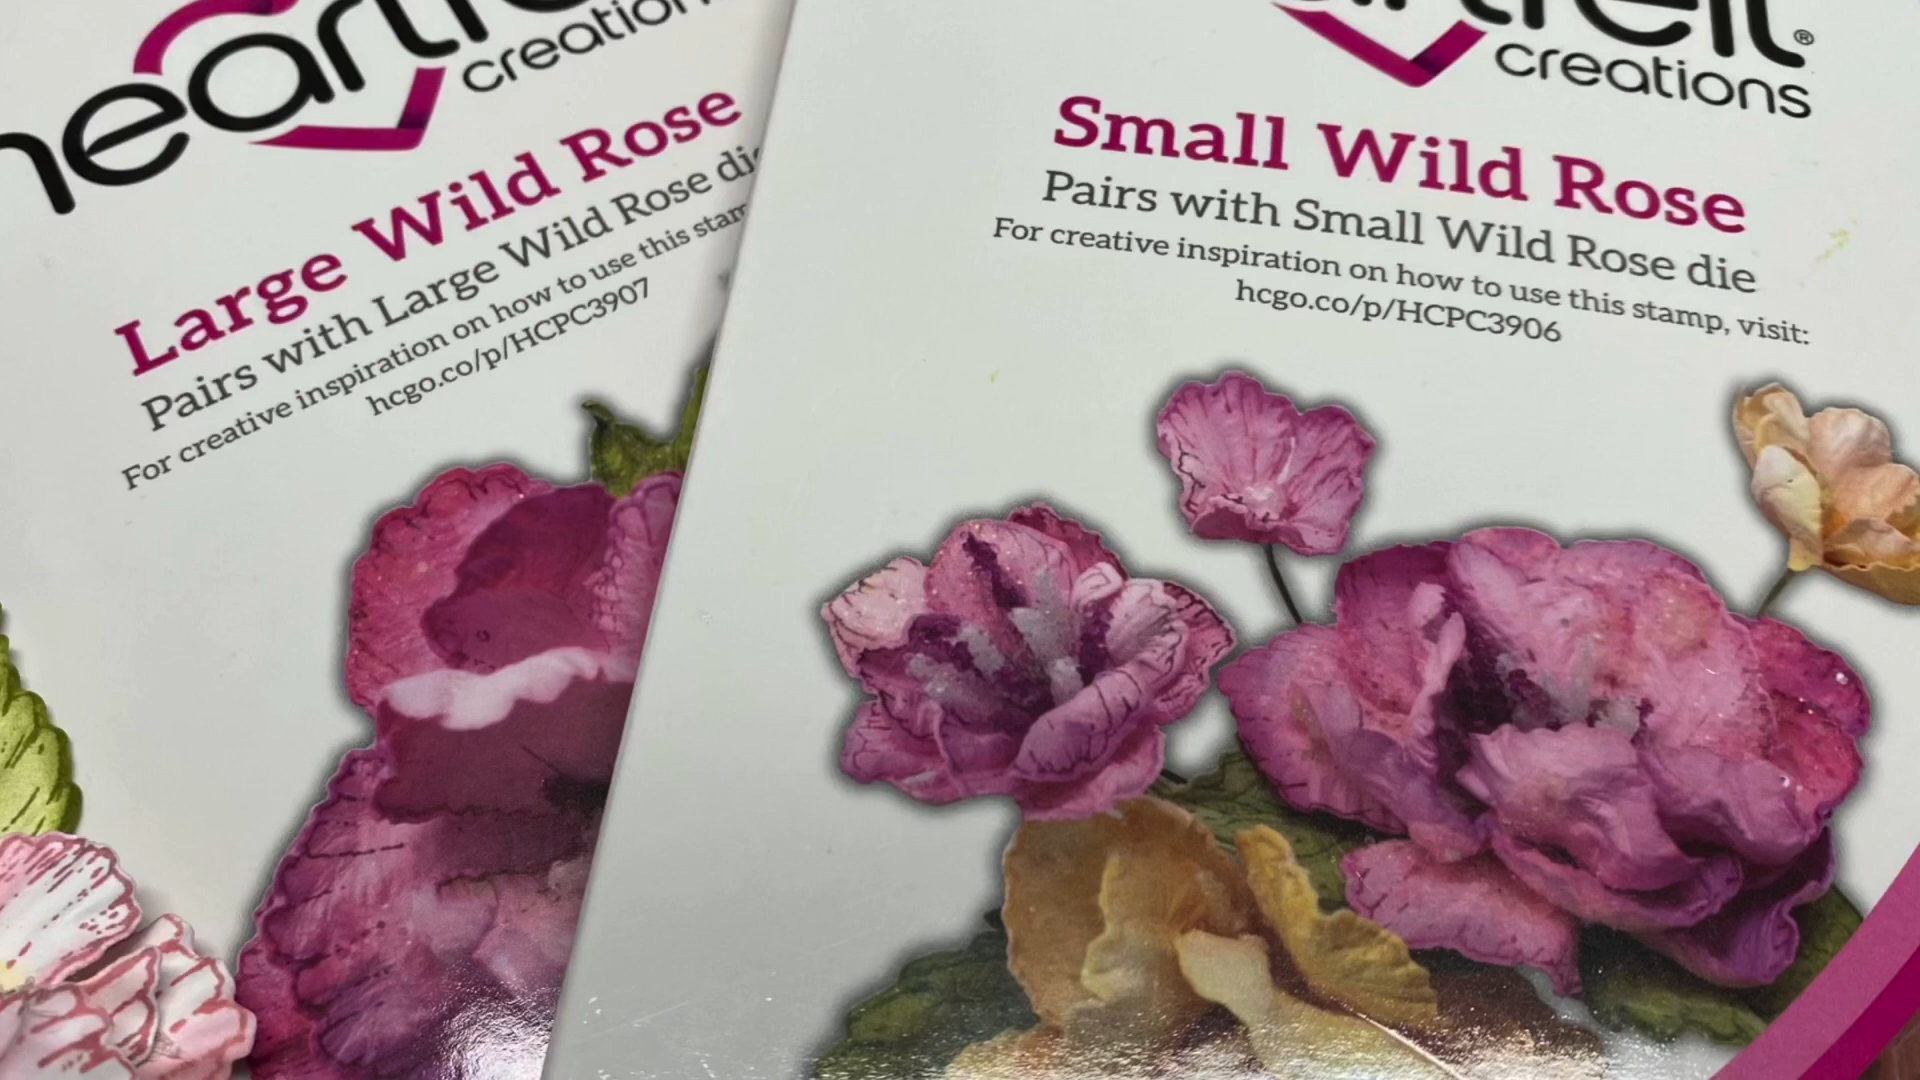 heartfelt
creations
Large Wild Rose
Pairs with Large Wild Rose die
For creative inspiration on how to use this
hcgo.co/p/HCPC3907
creations
Small Wild Rose
Pairs with Small Wild Rose die
For creative inspiration on how to use this stamp, visit:
hcgo.co/p/HCPC3906